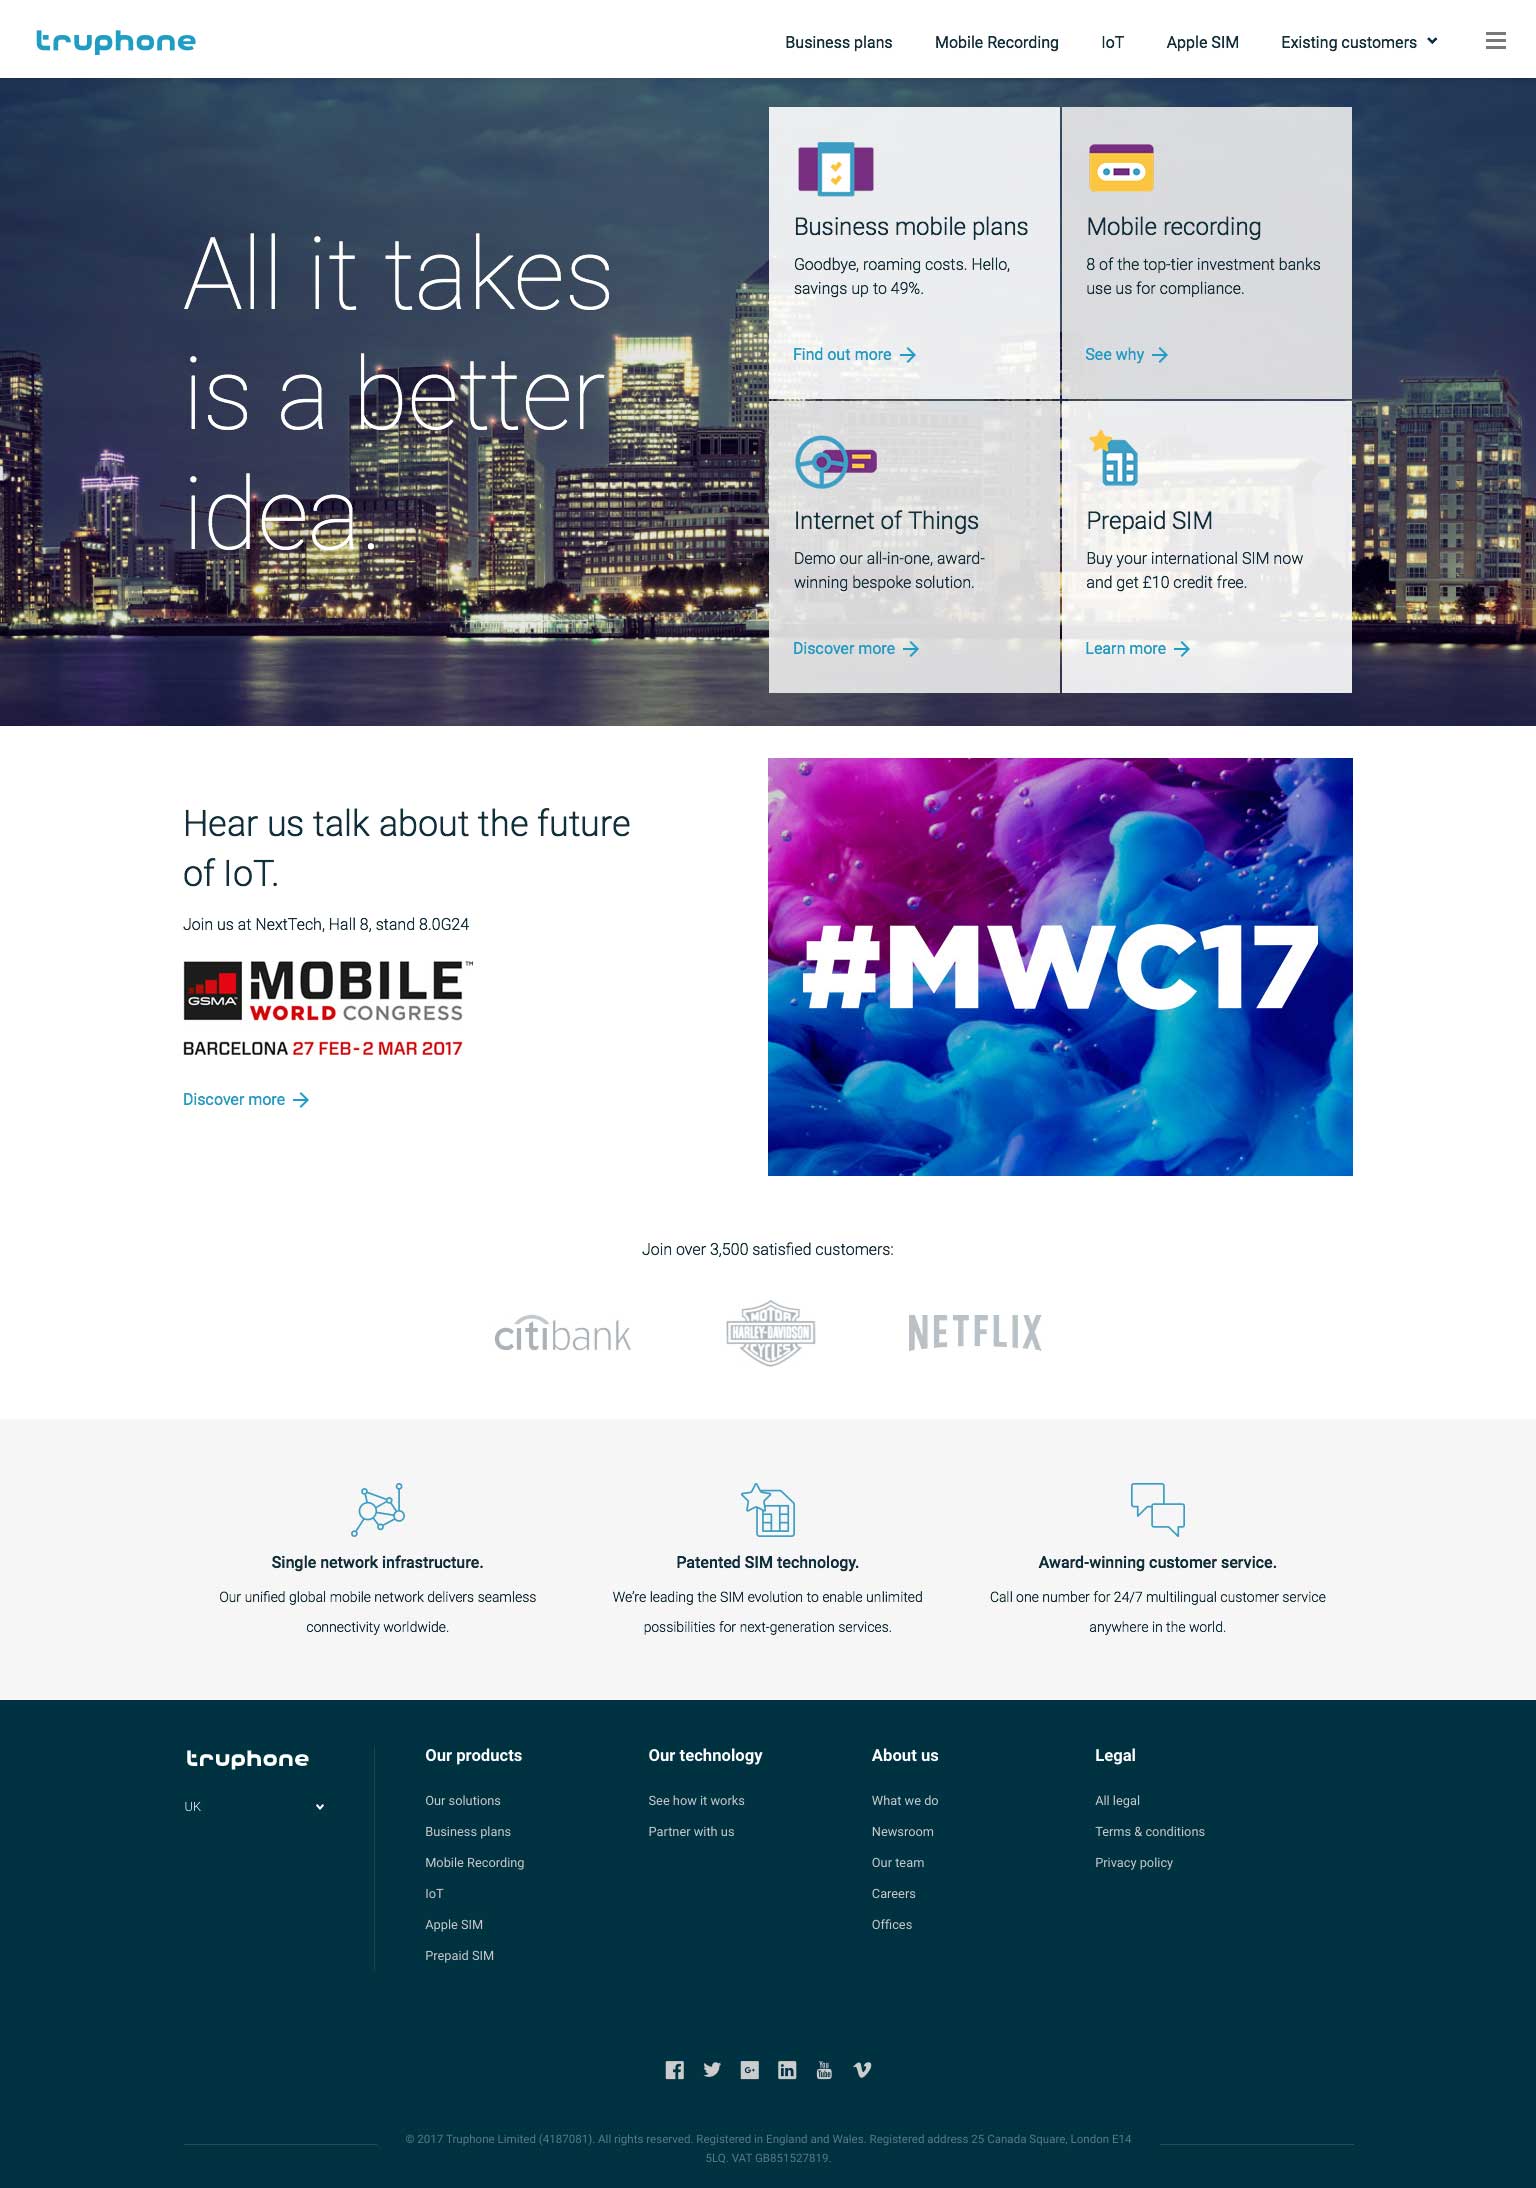 truphone
Business plans
Mobile Recording
IoT
Apple SIM
Existing customers
All it takes
is a better
idea.
Business mobile plans
Goodbye, roaming costs. Hello,
savings up to 49%.
Find out more
Mobile recording
8 of the top-tier investment banks
use us for compliance.
See why
Internet of Things
Demo our all-in-one, award-
winning bespoke solution.
Discover more
Prepaid SIM
Buy your international SIM now
and get £10 credit free.
Learn more
Hear us talk about the future
of IoT.
Join us at NextTech, Hall 8, stand 8.0G24
GSMA
MOBILE™
WORLD CONGRESS
BARCELONA 27 FEB-2 MAR 2017
Discover more
#MWC17
Join over 3,500 satisfied customers:
citibank
MOTOR
HARLEY-DAVIDSON
CYCLES
NETFLIX
Single network infrastructure.
Our unified global mobile network delivers seamless
connectivity worldwide.
Patented SIM technology.
We're leading the SIM evolution to enable unlimited
possibilities for next-generation services.
Award-winning customer service.
Call one number for 24/7 multilingual customer service
anywhere in the world.
truphone
UK
Our products
Our solutions
Business plans
Mobile Recording
IoT
Apple SIM
Prepaid SIM
Our technology
See how it works
Partner with us
About us
What we do
Newsroom
Our team
Careers
Offices
Legal
All legal
Terms & conditions
Privacy policy
G+
in
You
Tube
© 2017 Truphone Limited (4187081). All rights reserved. Registered in England and Wales. Registered address 25 Canada Square, London E14
5LQ. VAT GB851527819.